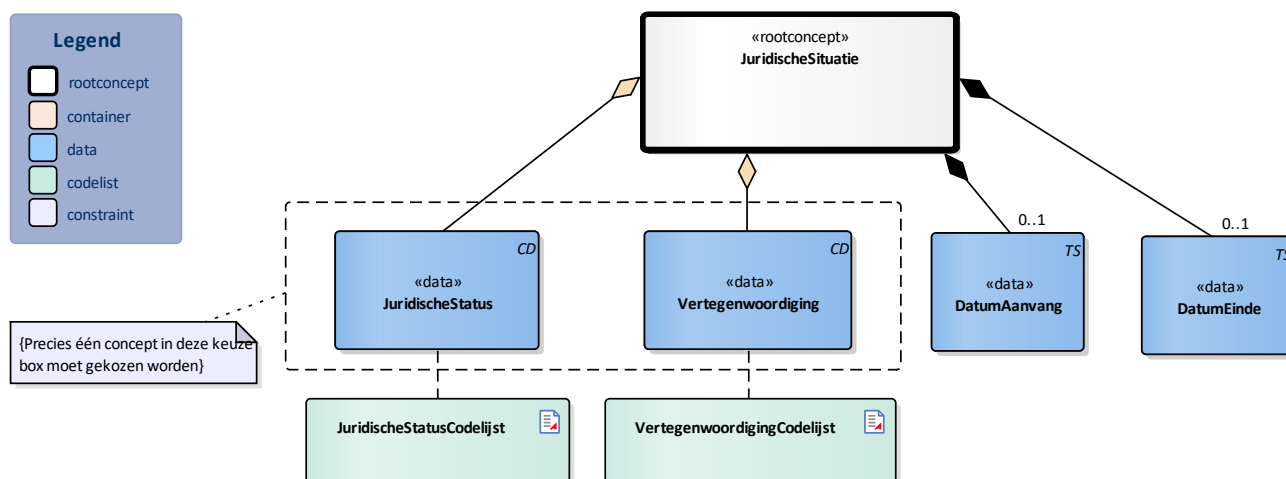 Legend
rootconcept
container
data
codelist
constraint
«rootconcept»
JuridischeSituatie
CD
«data»
JuridischeStatus
CD
«data»
Vertegenwoordiging
0..1
TS
«data»
DatumAanvang
0..1
TS
«data»
DatumEinde
{Precies één concept in deze keuze
box moet gekozen worden}
JuridischeStatusCodelijst
VertegenwoordigingCodelijst